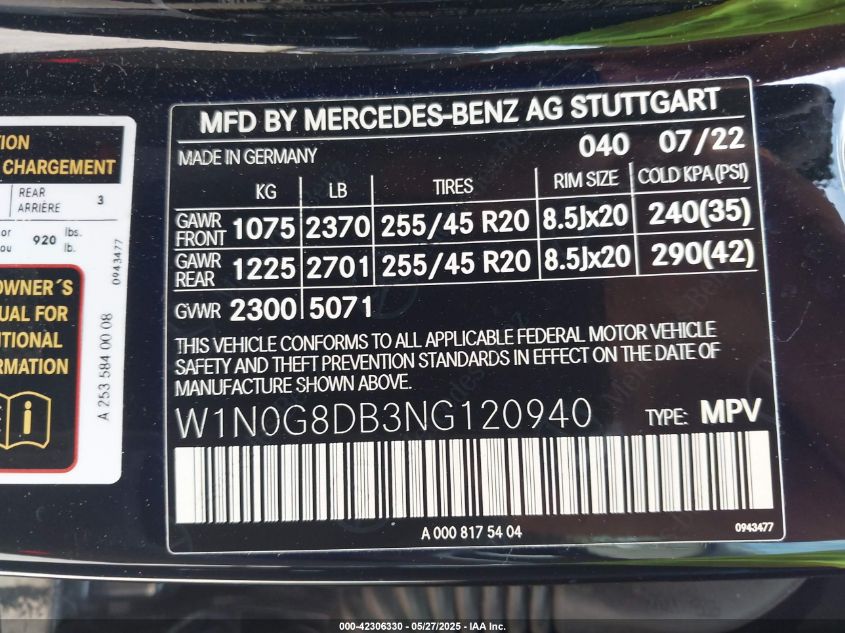 MFD BY MERCEDES-BENZ AG STUTTGART
MADE IN GERMANY 040 07/22
KG LB TIRES RIM SIZE COLD KPA(PSI)
GAWR FRONT 1075 2370 255/45 R20 8.5Jx20 240(35)
GAWR REAR 1225 2701 255/45 R20 8.5Jx20 290(42)
GVWR 2300 5071
THIS VEHICLE CONFORMS TO ALL APPLICABLE FEDERAL MOTOR VEHICLE
SAFETY AND THEFT PREVENTION STANDARDS IN EFFECT ON THE DATE OF
MANUFACTURE SHOWN ABOVE.
W1N0G8DB3NG120940 TYPE: MPV
A 000 817 54 04 0943477
CHARGEMENT
REAR
ARRIÈRE 3
or 920 lbs.
ou lb.
0943477
OWNER´S
FOR
A 253 584 00 08
000-42306330 - 05/27/2025 - IAA Inc.